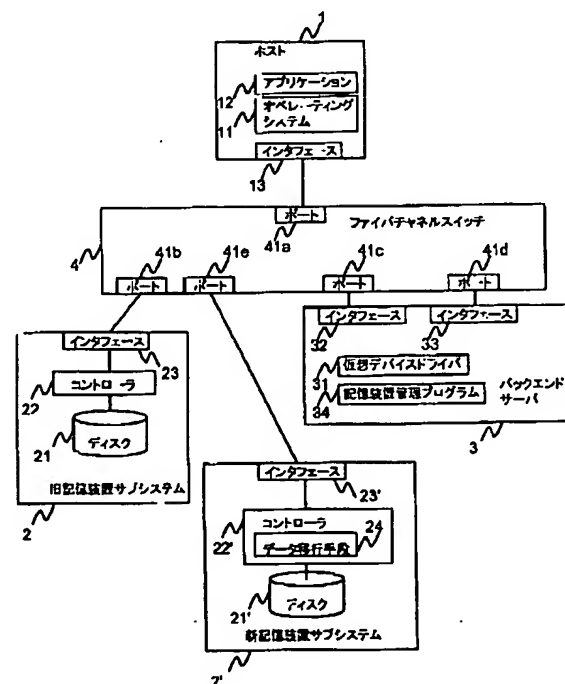 1
ホスト
12
アプリケーション
11
オペレーティング
システム
インタフェース
13
ポート
41a
ファイバチャネルスイッチ
4
41b
41e
41c
41d
ポート
ポート
ポート
ポート
インタフェース
23
22
コントローラ
21
ディスク
旧記憶装置サブシステム
2
インタフェース
インタフェース
32
33
仮想デバイスドライバ
31
記憶装置管理プログラム
34
バックエンド
サーバ
3
インタフェース
23'
コントローラ
24
22'
データ移行手段
21'
ディスク
新記憶装置サブシステム
2'